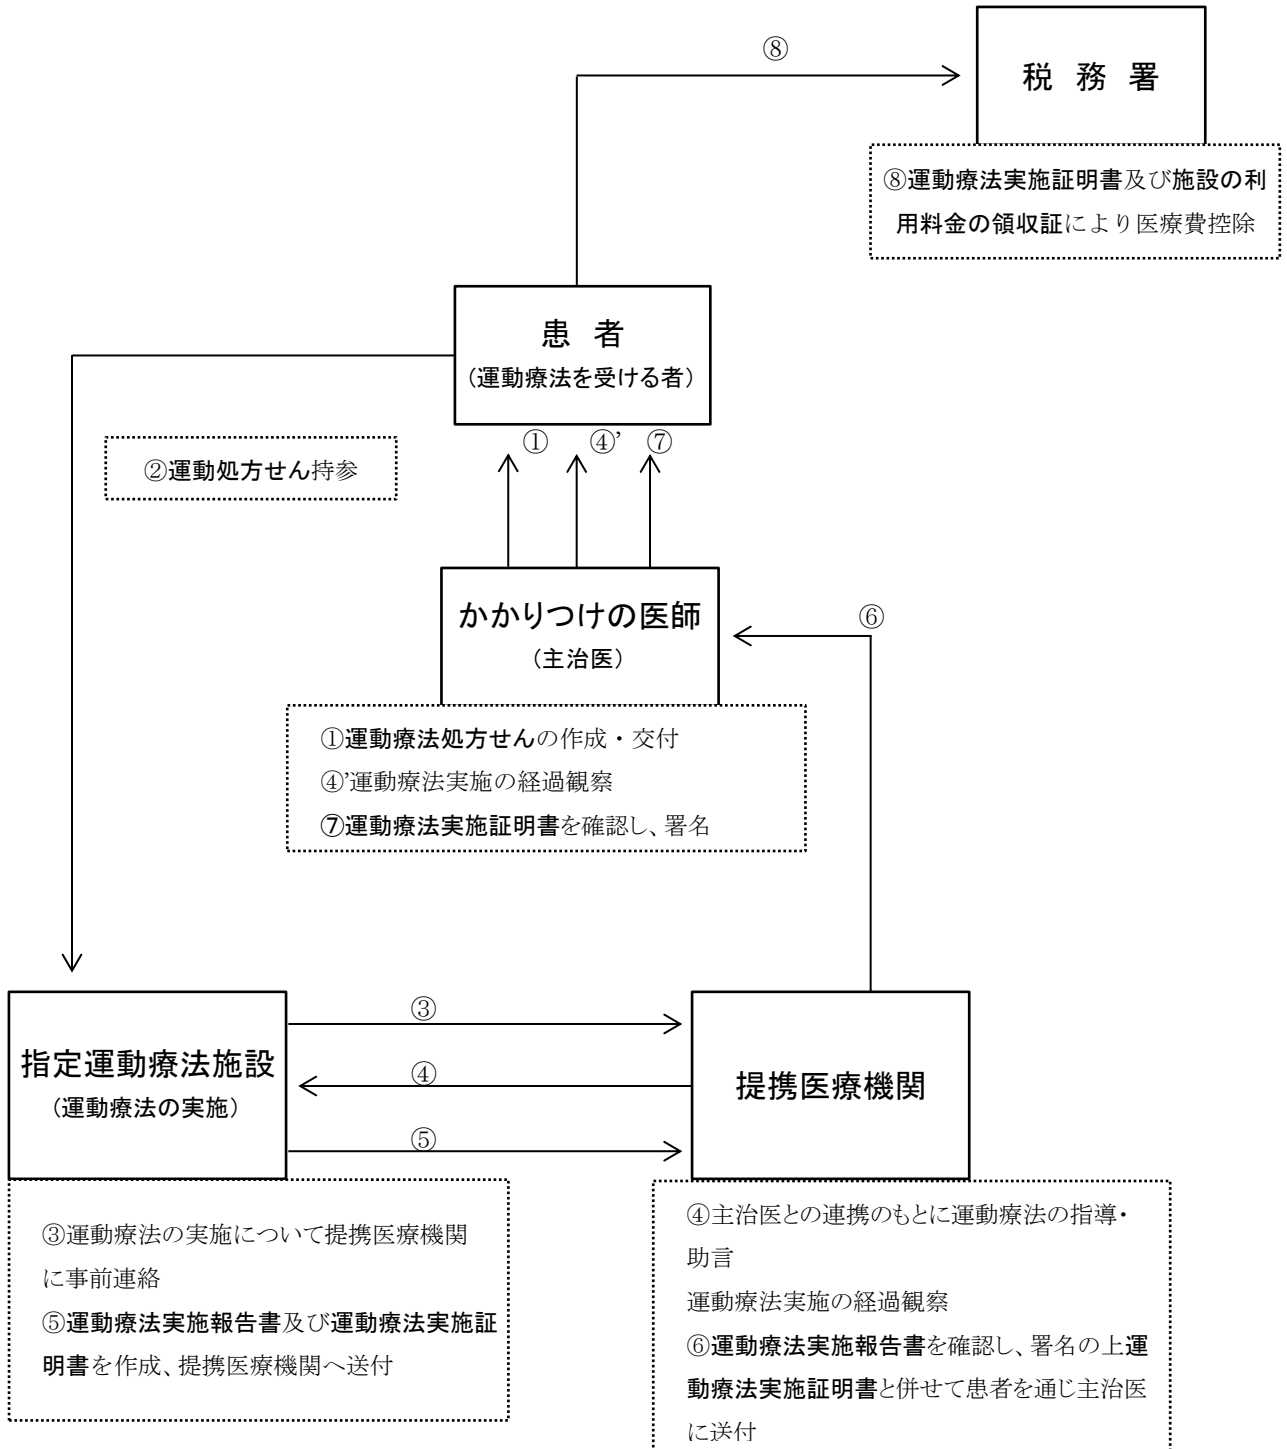 ⑧
税 務 署
⑧運動療法実施証明書及び施設の利
用料金の領収証により医療費控除
患 者
(運動療法を受ける者)
① ④’ ⑦
②運動処方せん持参
かかりつけの医師
(主治医)
⑥
①運動療法処方せんの作成・交付
④’運動療法実施の経過観察
⑦運動療法実施証明書を確認し、署名
③
指定運動療法施設
(運動療法の実施)
④
⑤
提携医療機関
③運動療法の実施について提携医療機関
に事前連絡
⑤運動療法実施報告書及び運動療法実施証
明書を作成、提携医療機関へ送付
④主治医との連携のもとに運動療法の指導・
助言
運動療法実施の経過観察
⑥運動療法実施報告書を確認し、署名の上運
動療法実施証明書と併せて患者を通じ主治医
に送付